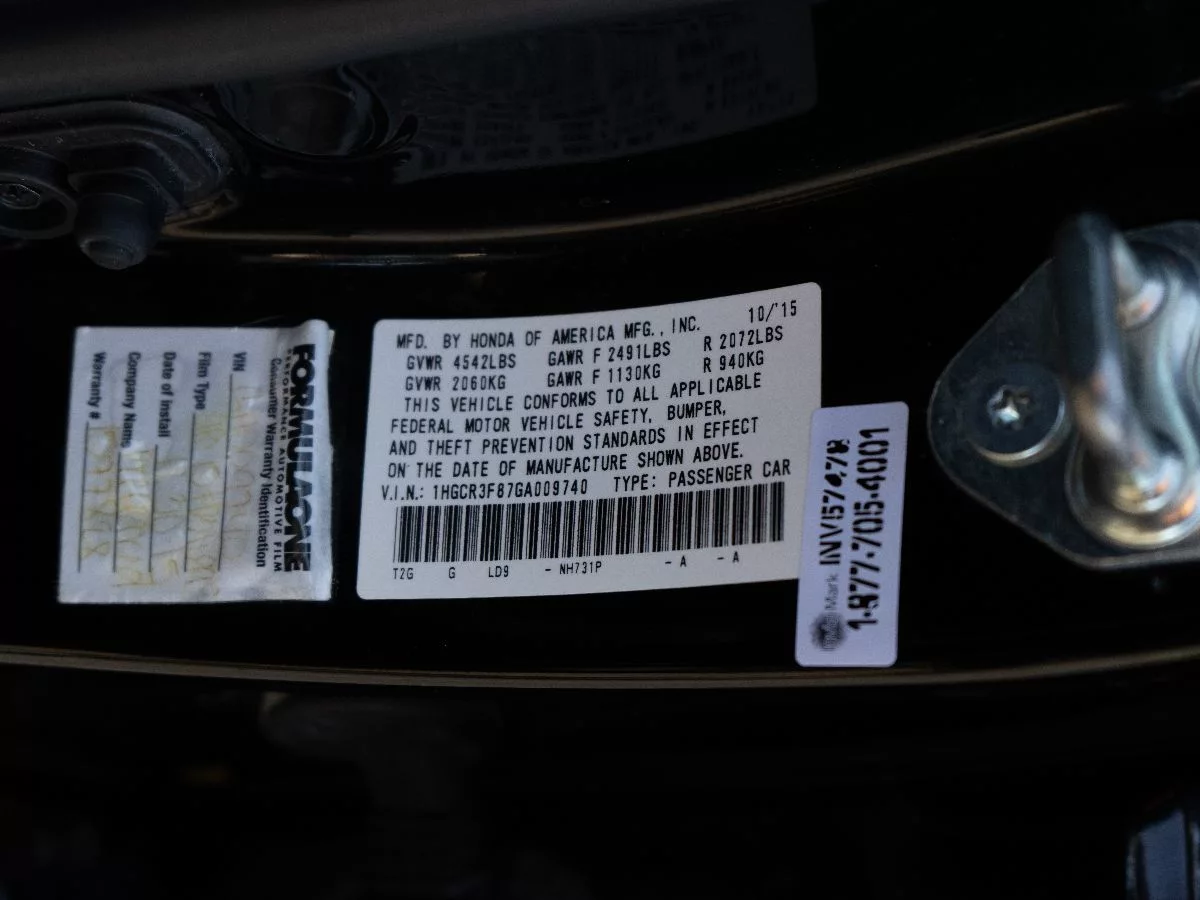 FORMULA ONE
PERFORMANCE AUTOMOTIVE FILM
Consumer Warranty Identification
VIN
Film Type
Date of Install
Company Name
Warranty #
MFD. BY HONDA OF AMERICA MFG., INC. 10/'15
GVWR 4542LBS GAWR F 2491LBS R 2072LBS
GVWR 2060KG GAWR F 1130KG R 940KG
THIS VEHICLE CONFORMS TO ALL APPLICABLE
FEDERAL MOTOR VEHICLE SAFETY, BUMPER,
AND THEFT PREVENTION STANDARDS IN EFFECT
ON THE DATE OF MANUFACTURE SHOWN ABOVE.
V.I.N.: 1HGCR3F87GA009740 TYPE: PASSENGER CAR
T2G G LD9 - NH731P - A - A
Mark
1-877-705-4001